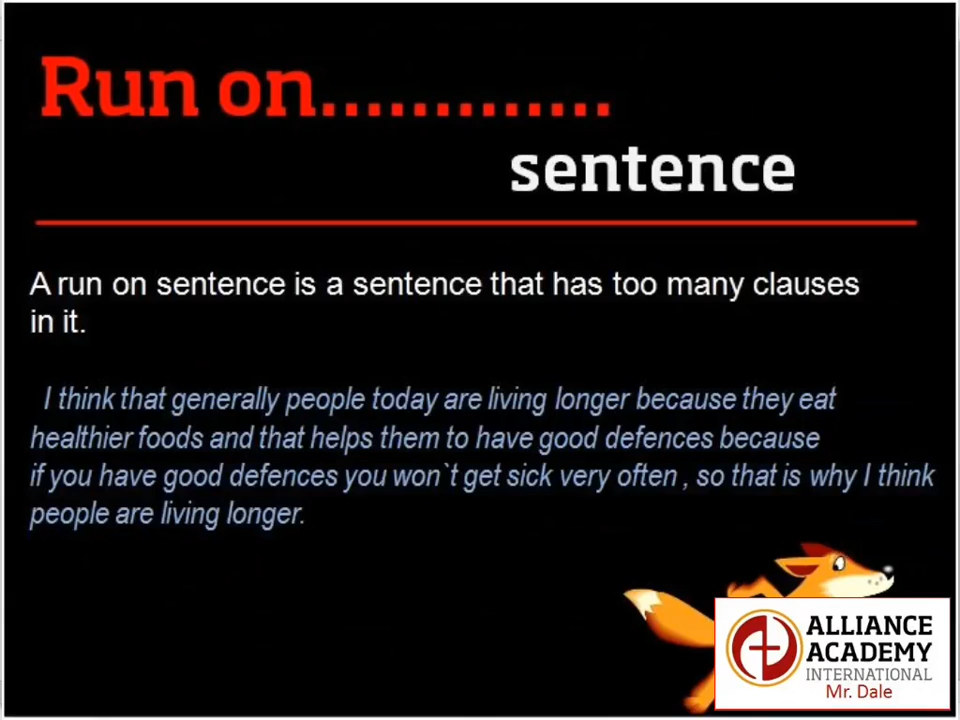 Run on.............
sentence
A run on sentence is a sentence that has too many clauses
in it.
I think that generally people today are living longer because they eat
healthier foods and that helps them to have good defences because
if you have good defences you won`t get sick very often , so that is why I think
people are living longer.
ALLIANCE
ACADEMY
INTERNATIONAL
Mr. Dale